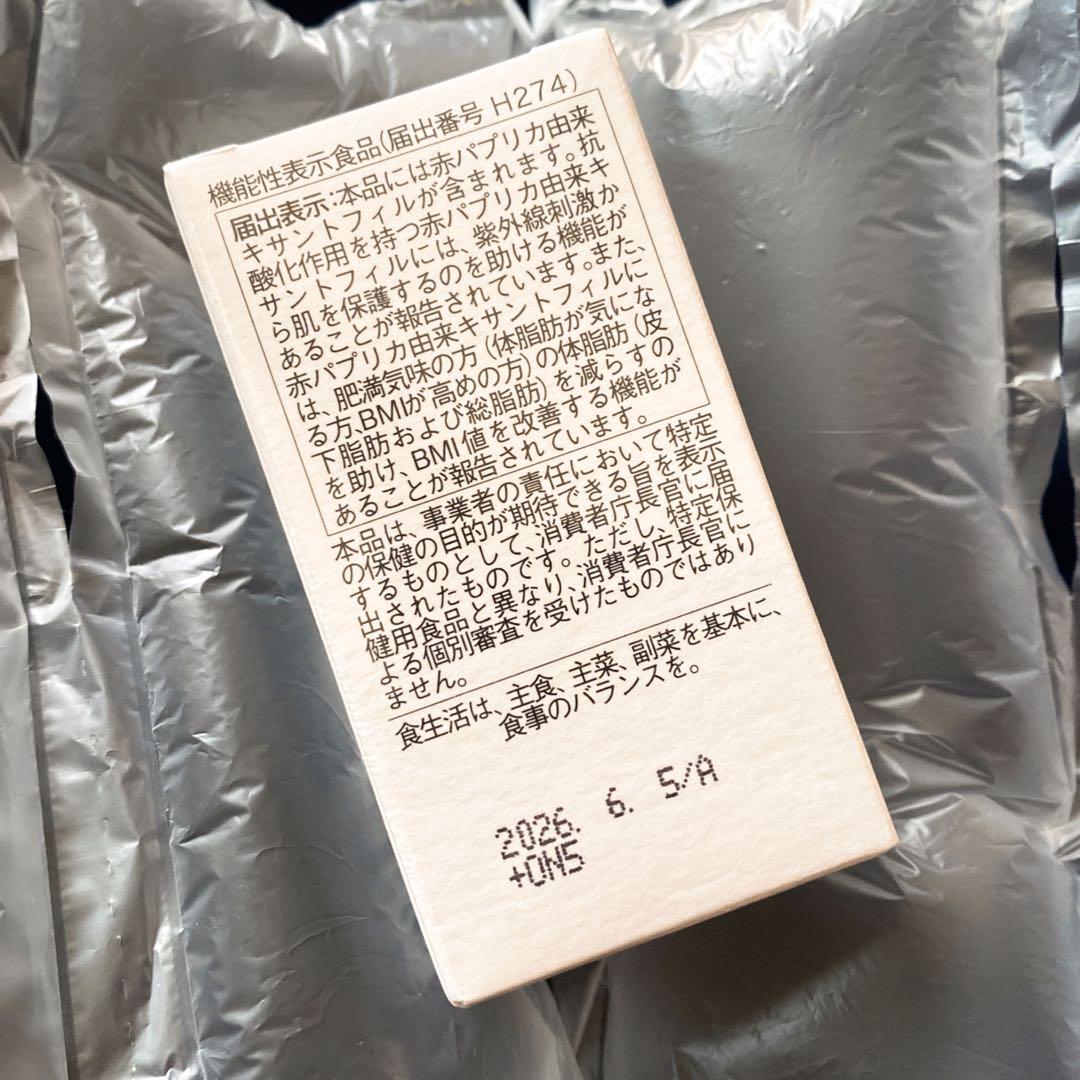 機能性表示食品(届出番号 H274)
届出表示:本品には赤パプリカ由来
キサントフィルが含まれます。抗
酸化作用を持つ赤パプリカ由来キ
サントフィルには、紫外線刺激か
ら肌を保護するのを助ける機能が
あることが報告されています。また、
赤パプリカ由来キサントフィルに
は、肥満気味の方(体脂肪が気にな
る方、BMIが高めの方)の体脂肪(皮
下脂肪および総脂肪)を減らすの
を助け、BMI値を改善する機能が
あることが報告されています。
本品は、事業者の責任において特定
の保健の目的が期待できる旨を表示
するものとして、消費者庁長官に届
出されたものです。ただし、特定保
健用食品と異なり、消費者庁長官に
よる個別審査を受けたものではあり
ません。
食生活は、主食、主菜、副菜を基本に、
食事のバランスを。
2026. 6. 5/A
+ON5